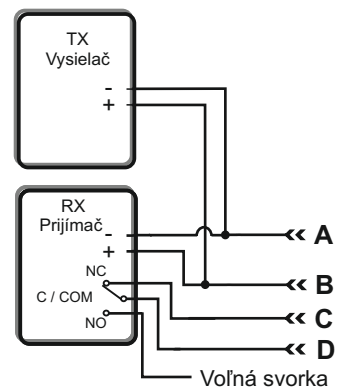 TX
Vysielač
-
+
RX
Prijímač
-
+
NC
C / COM
NO
A
B
C
D
Voľná svorka